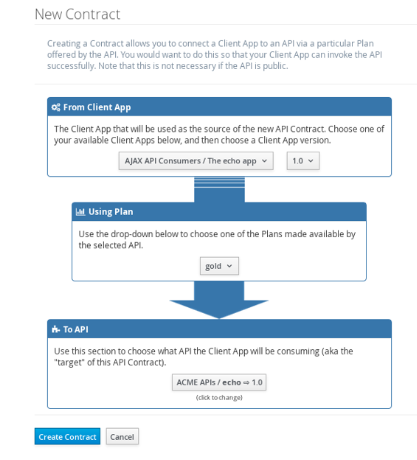 New Contract
Creating a Contract allows you to connect a Client App to an API via a particular Plan
offered by the API. You would want to do this so that your Client App can invoke the API
successfully. Note that this is not necessary if the API is public.
From Client App
The Client App that will be used as the source of the new API Contract. Choose one of
your available Client Apps below, and then choose a Client App version.
AJAX API Consumers / The echo app 1.0
Using Plan
Use the drop-down below to choose one of the Plans made available by
the selected API.
gold
To API
Use this section to choose what API the Client App will be consuming (aka the
"target" of this API Contract).
ACME APIs / echo ⇒ 1.0
(click to change)
Create Contract Cancel